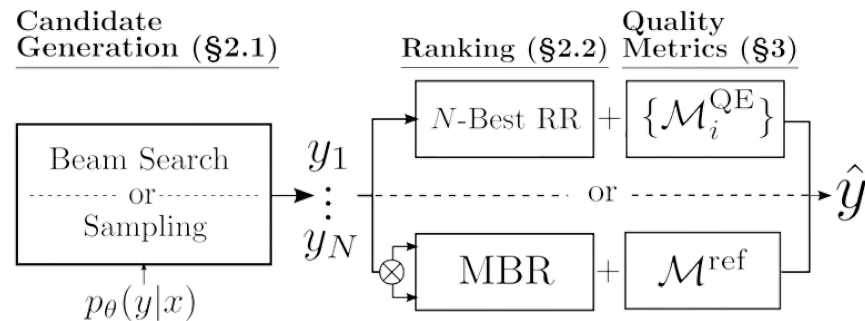 Candidate
Generation (§2.1)
Ranking (§2.2)
Quality
Metrics (§3)
Beam Search
or
Sampling
p_θ(y|x)
y_1
⋮
y_N
N-Best RR + {M_i^QE}
or
MBR + M^ref
ŷ